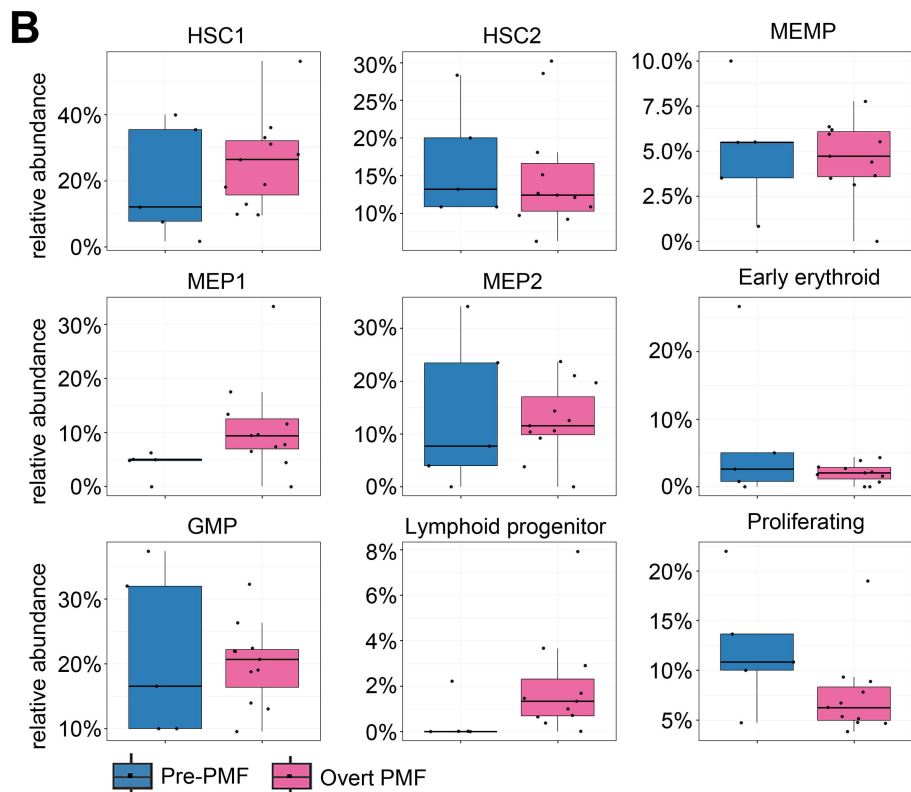 B
HSC1
HSC2
MEMP
relative abundance
40%
20%
0%
30%
25%
20%
15%
10%
10.0%
7.5%
5.0%
2.5%
0%
MEP1
MEP2
Early erythroid
relative abundance
30%
20%
10%
0%
30%
20%
10%
0%
20%
10%
0%
GMP
Lymphoid progenitor
Proliferating
relative abundance
30%
20%
10%
8%
6%
4%
2%
0%
20%
15%
10%
5%
Pre-PMF
Overt PMF